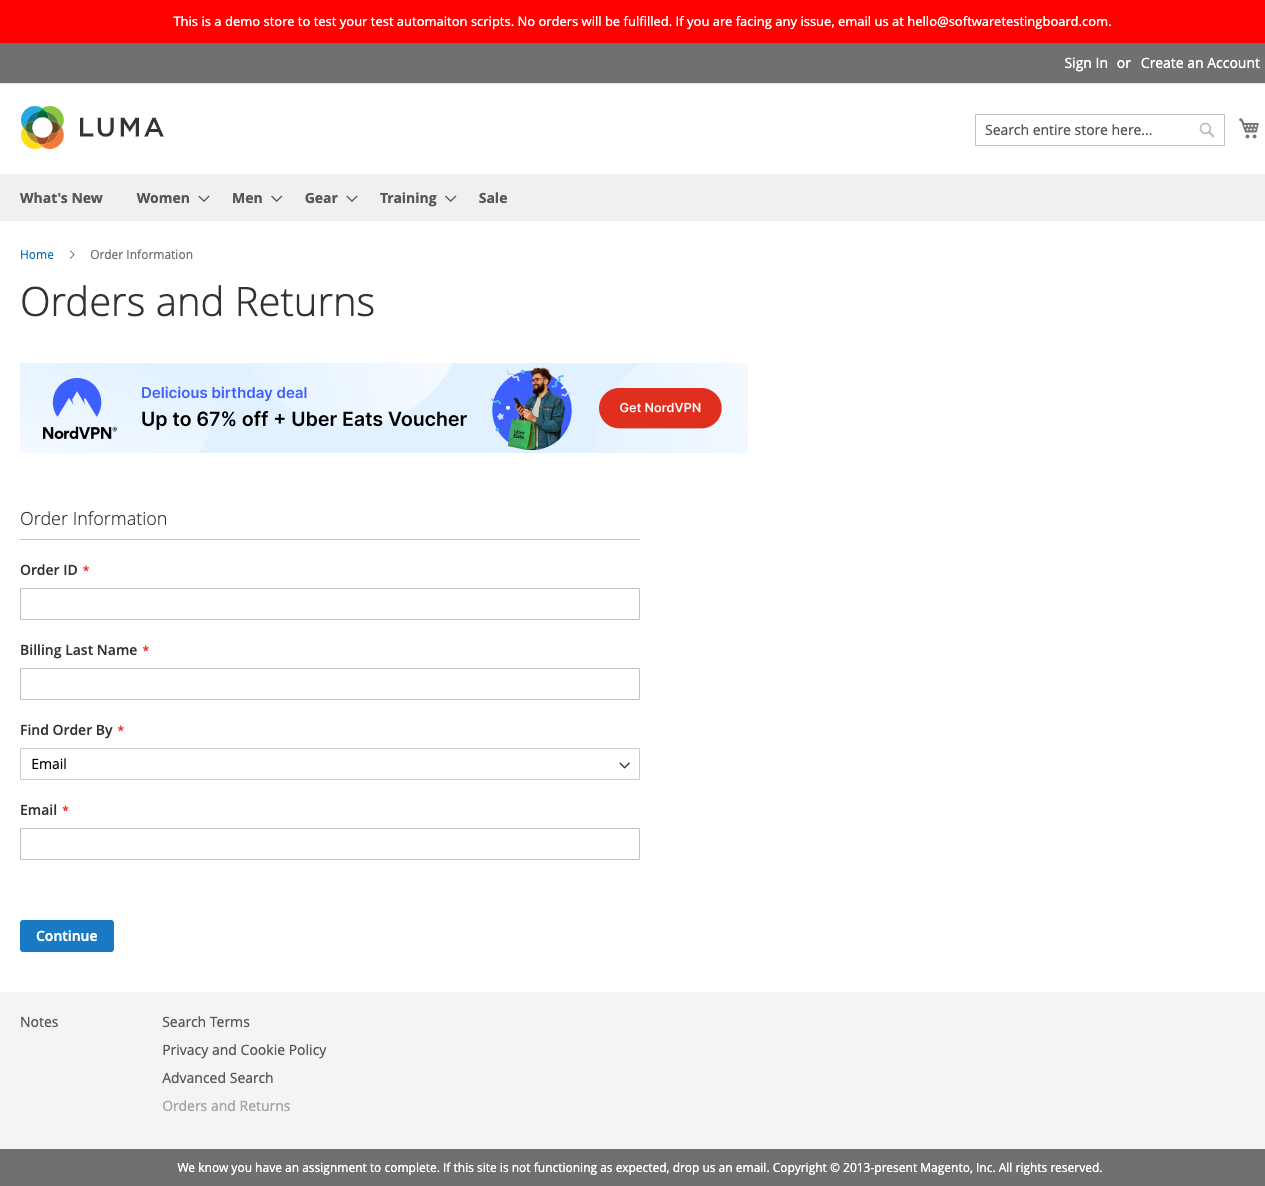 This is a demo store to test your test automaiton scripts. No orders will be fulfilled. If you are facing any issue, email us at hello@softwaretestingboard.com.
Sign In or Create an Account
LUMA
Search entire store here...
What's New Women Men Gear Training Sale
Home Order Information
Orders and Returns
NordVPN®
Delicious birthday deal
Up to 67% off + Uber Eats Voucher
Uber Eats
Get NordVPN
Order Information
Order ID *
Billing Last Name *
Find Order By *
Email
Email *
Continue
Notes
Search Terms
Privacy and Cookie Policy
Advanced Search
Orders and Returns
We know you have an assignment to complete. If this site is not functioning as expected, drop us an email. Copyright © 2013-present Magento, Inc. All rights reserved.